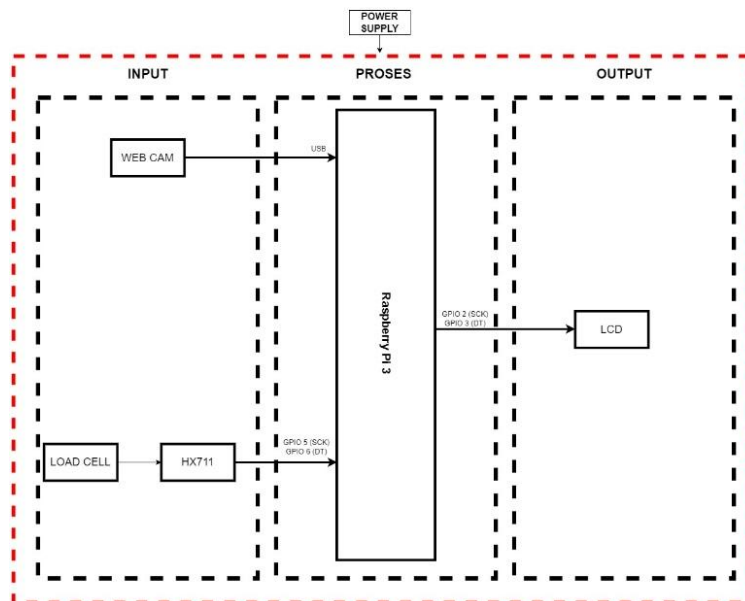 POWER
SUPPLY
INPUT
PROSES
OUTPUT
WEB CAM
USB
Raspberry Pi 3
GPIO 2 (SCK)
GPIO 3 (DT)
LCD
LOAD CELL
HX711
GPIO 5 (SCK)
GPIO 6 (DT)